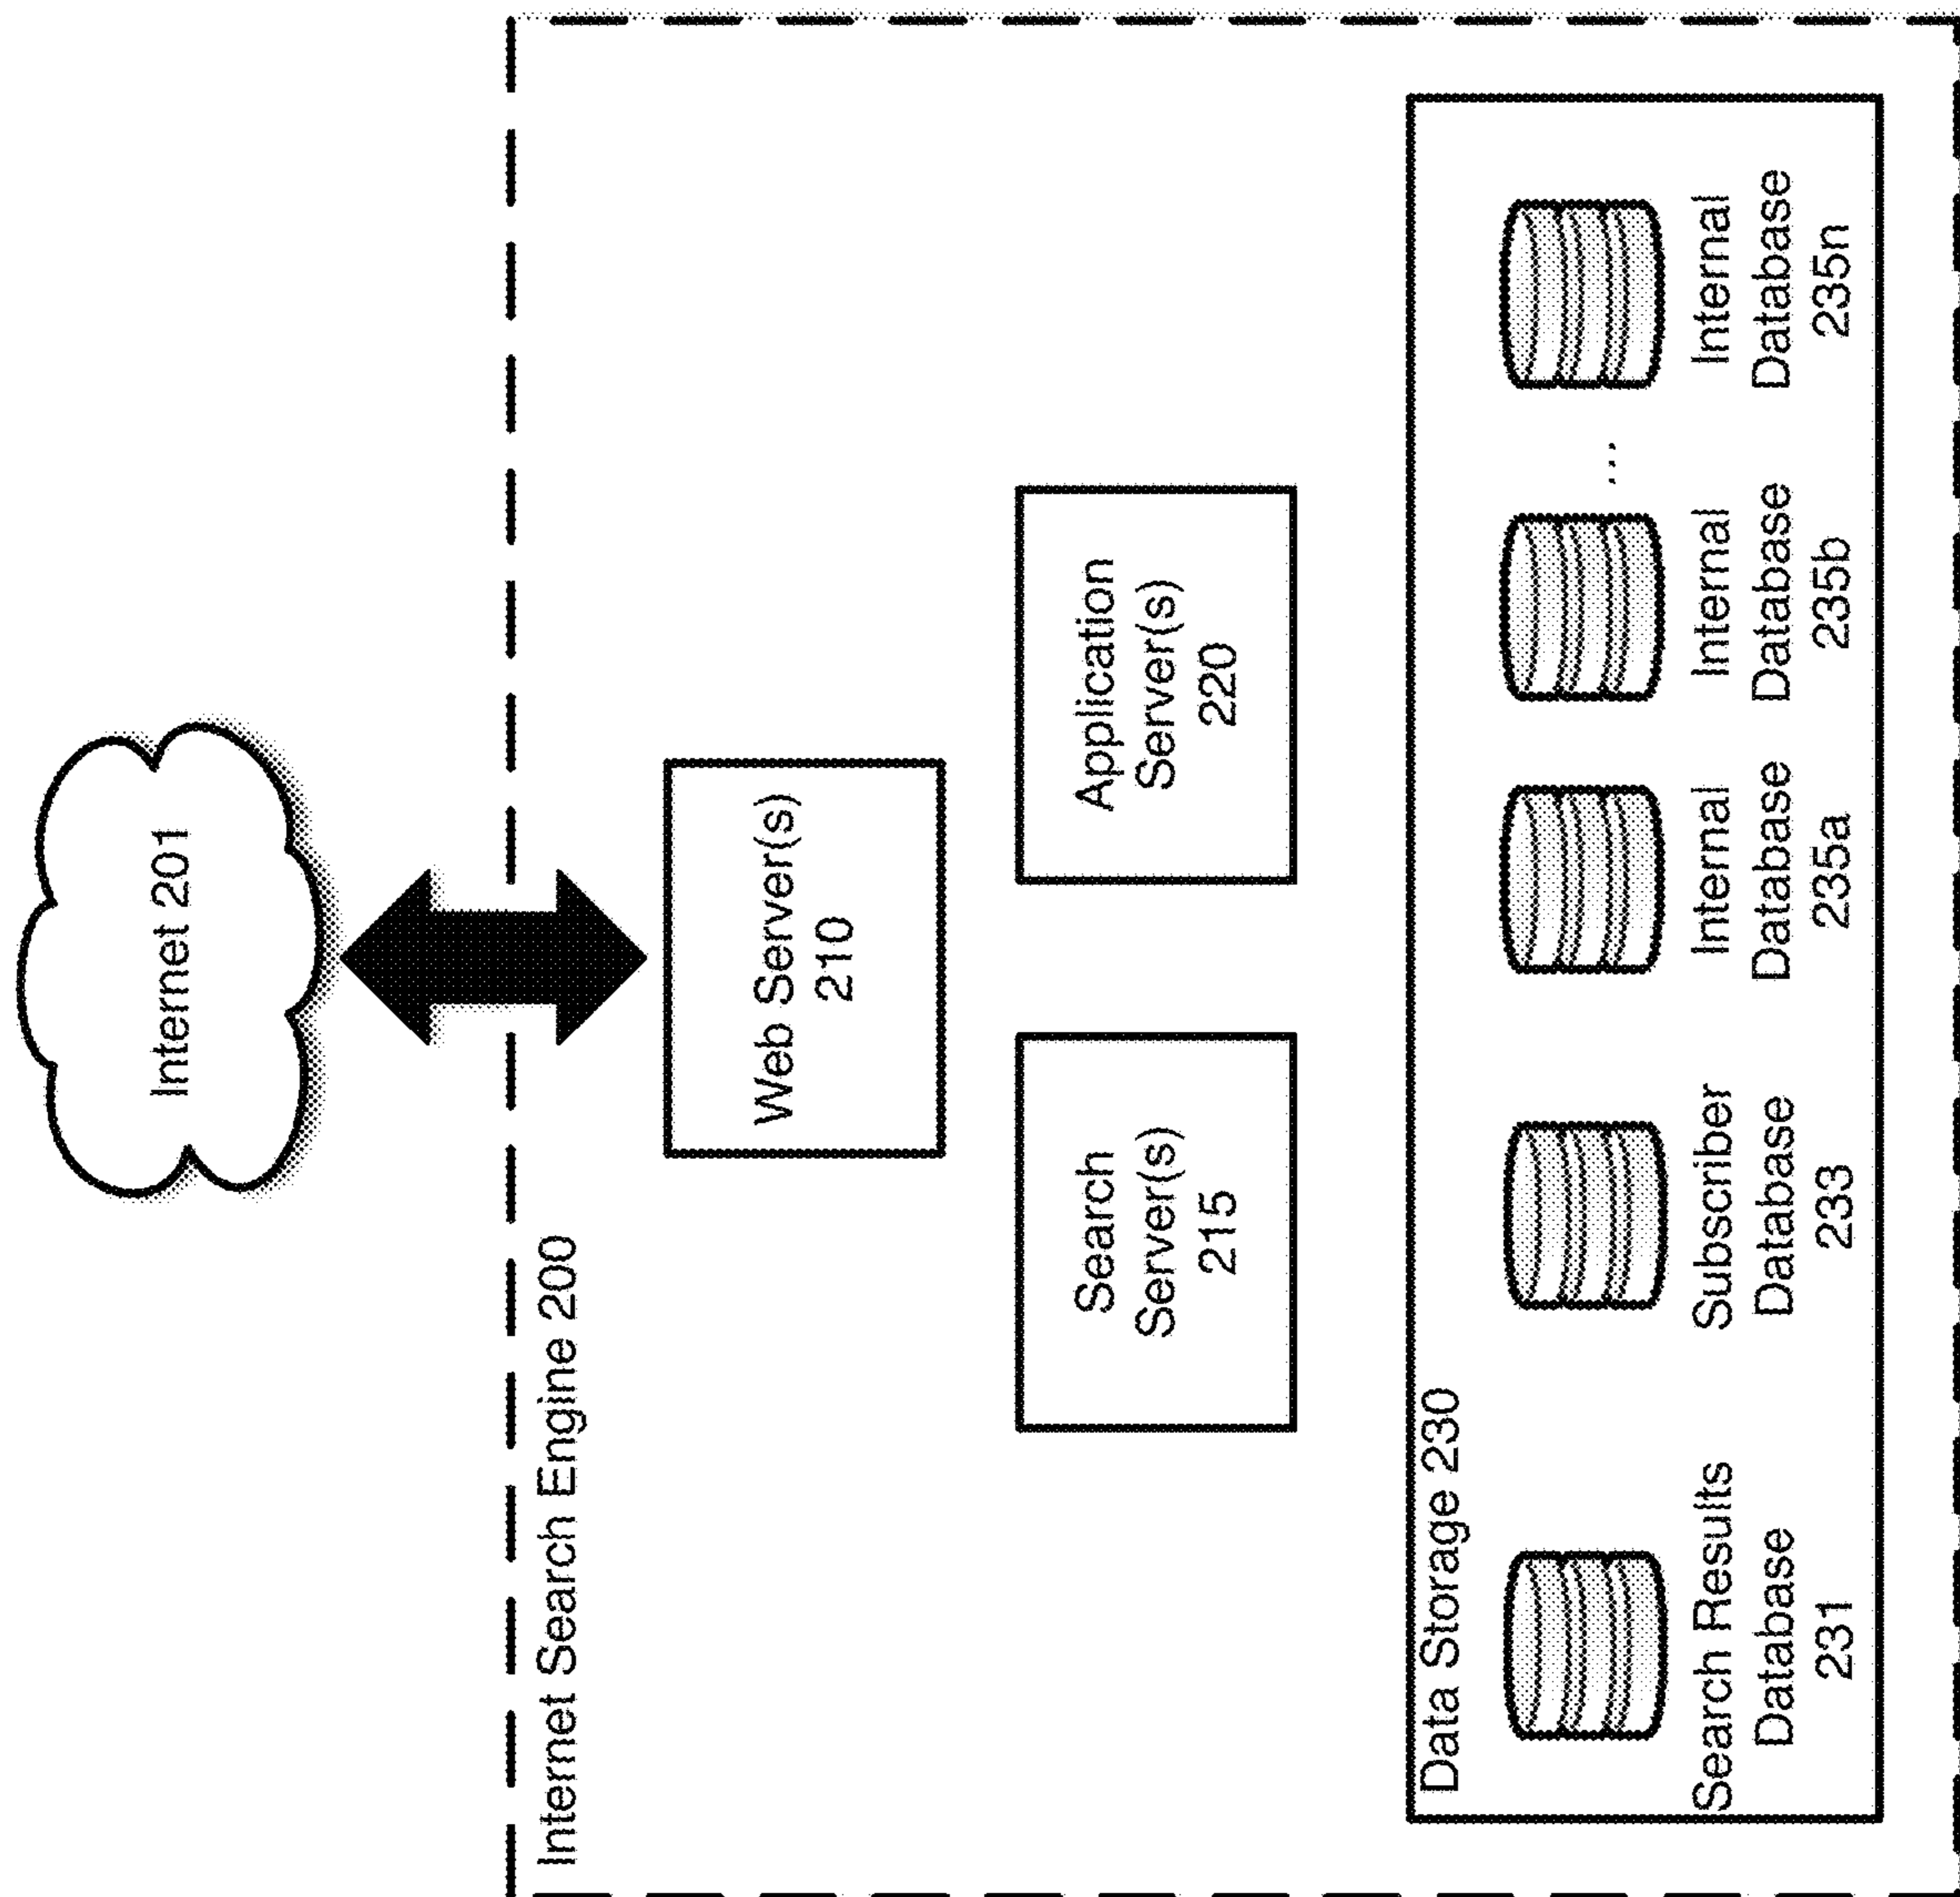 Internet 201
Internet Search Engine 200
Web Server(s)
210
Search
Server(s)
215
Application
Server(s)
220
Data Storage 230
Search Results
Database
231
Subscriber
Database
233
Internal
Database
235a
Internal
Database
235b
...
Internal
Database
235n